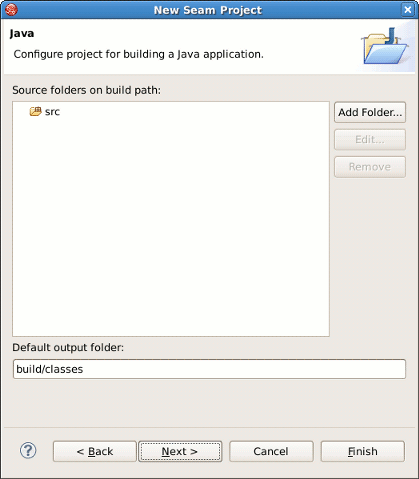 New Seam Project
Java
Configure project for building a Java application.
Source folders on build path:
src
Add Folder...
Edit...
Remove
Default output folder:
build/classes
?
< Back
Next >
Cancel
Finish